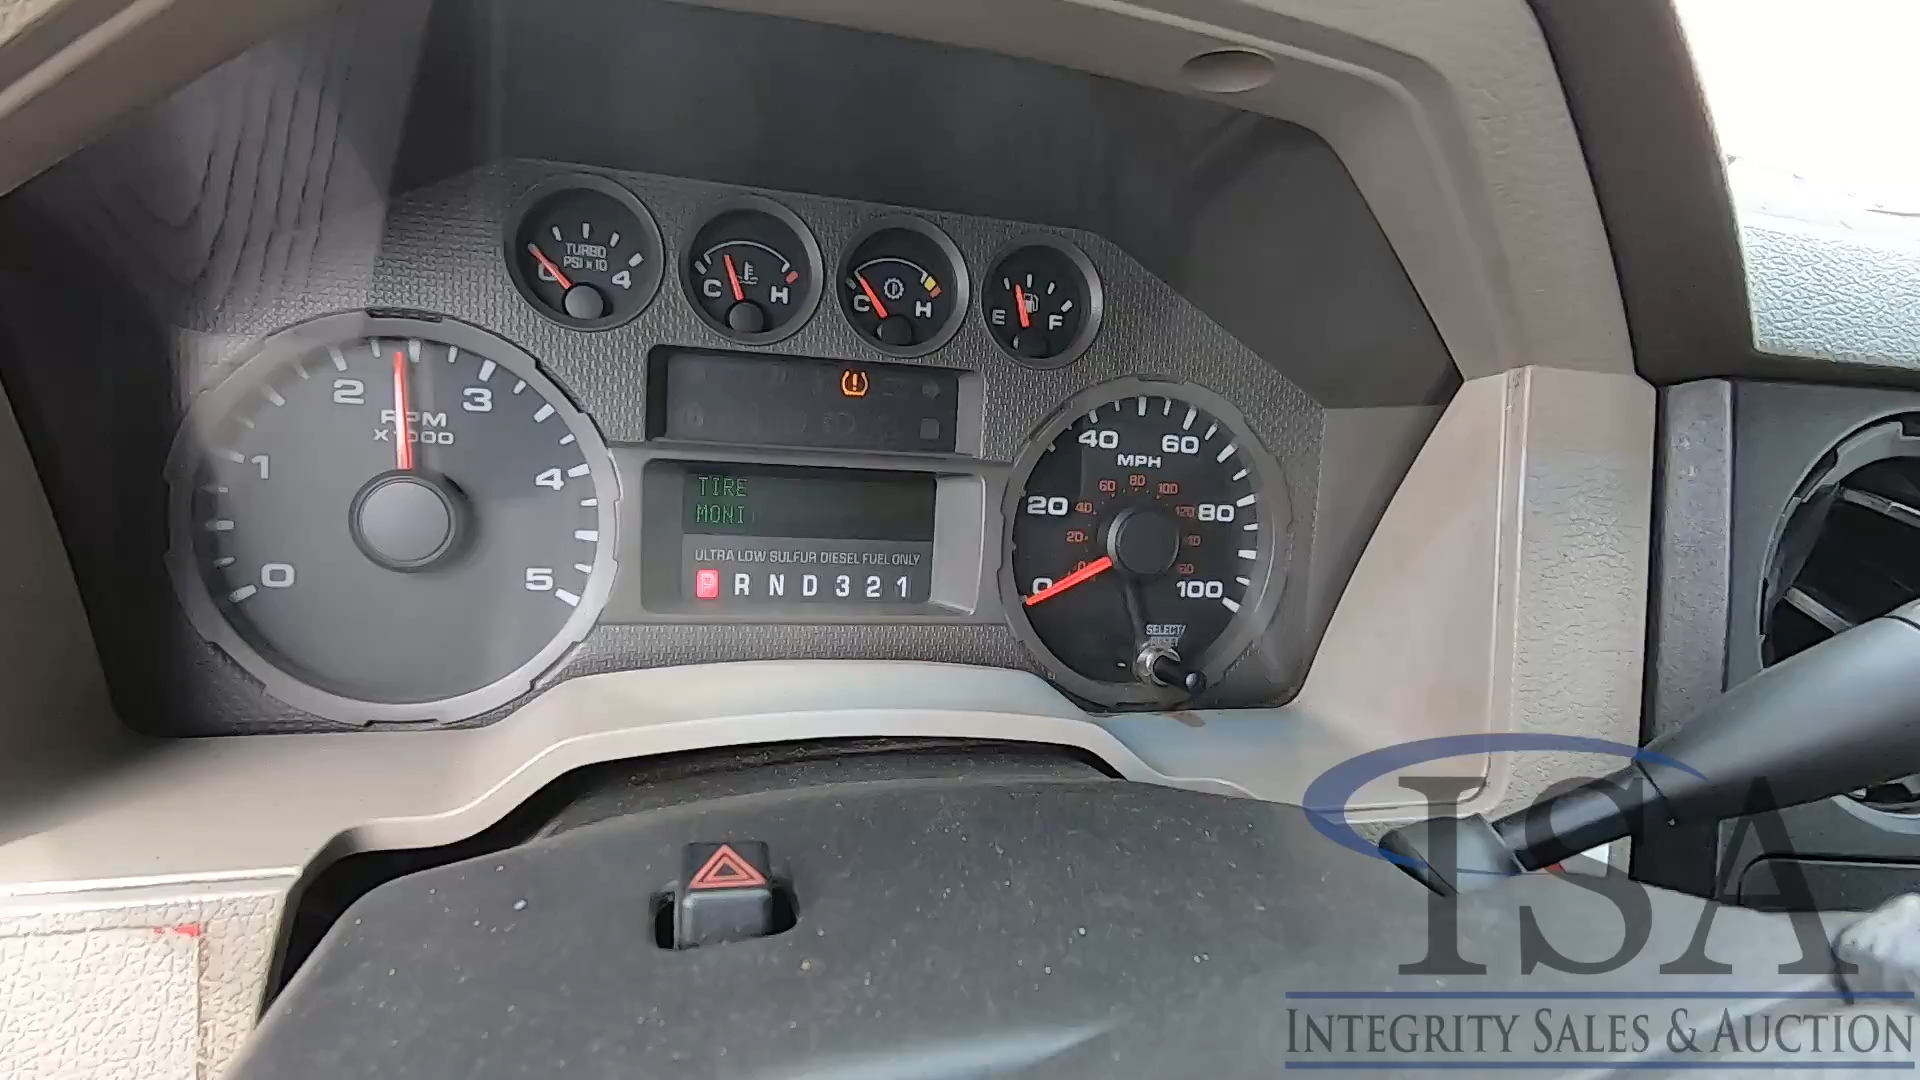 TURBO
PSI x 10
0 4
C H
C H
E F
0 1 2 3 4 5
RPM
X1000
TIRE
MONI
ULTRA LOW SULFUR DIESEL FUEL ONLY
P R N D 3 2 1
0 20 40 60 80 100
MPH
0 20 40 60 80 100 120
SELECT/
RESET
ISA
INTEGRITY SALES & AUCTION